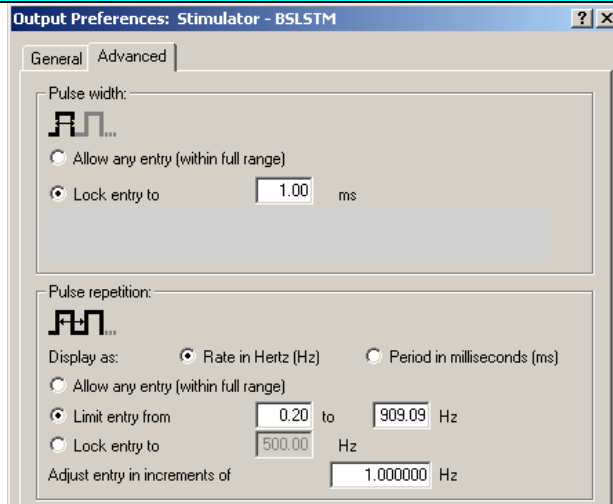 Output Preferences: Stimulator - BSLSTM
General Advanced
Pulse width:
...
Allow any entry (within full range)
Lock entry to 1.00 ms
Pulse repetition:
...
Display as: Rate in Hertz (Hz) Period in milliseconds (ms)
Allow any entry (within full range)
Limit entry from 0.20 to 909.09 Hz
Lock entry to 500.00 Hz
Adjust entry in increments of 1.000000 Hz